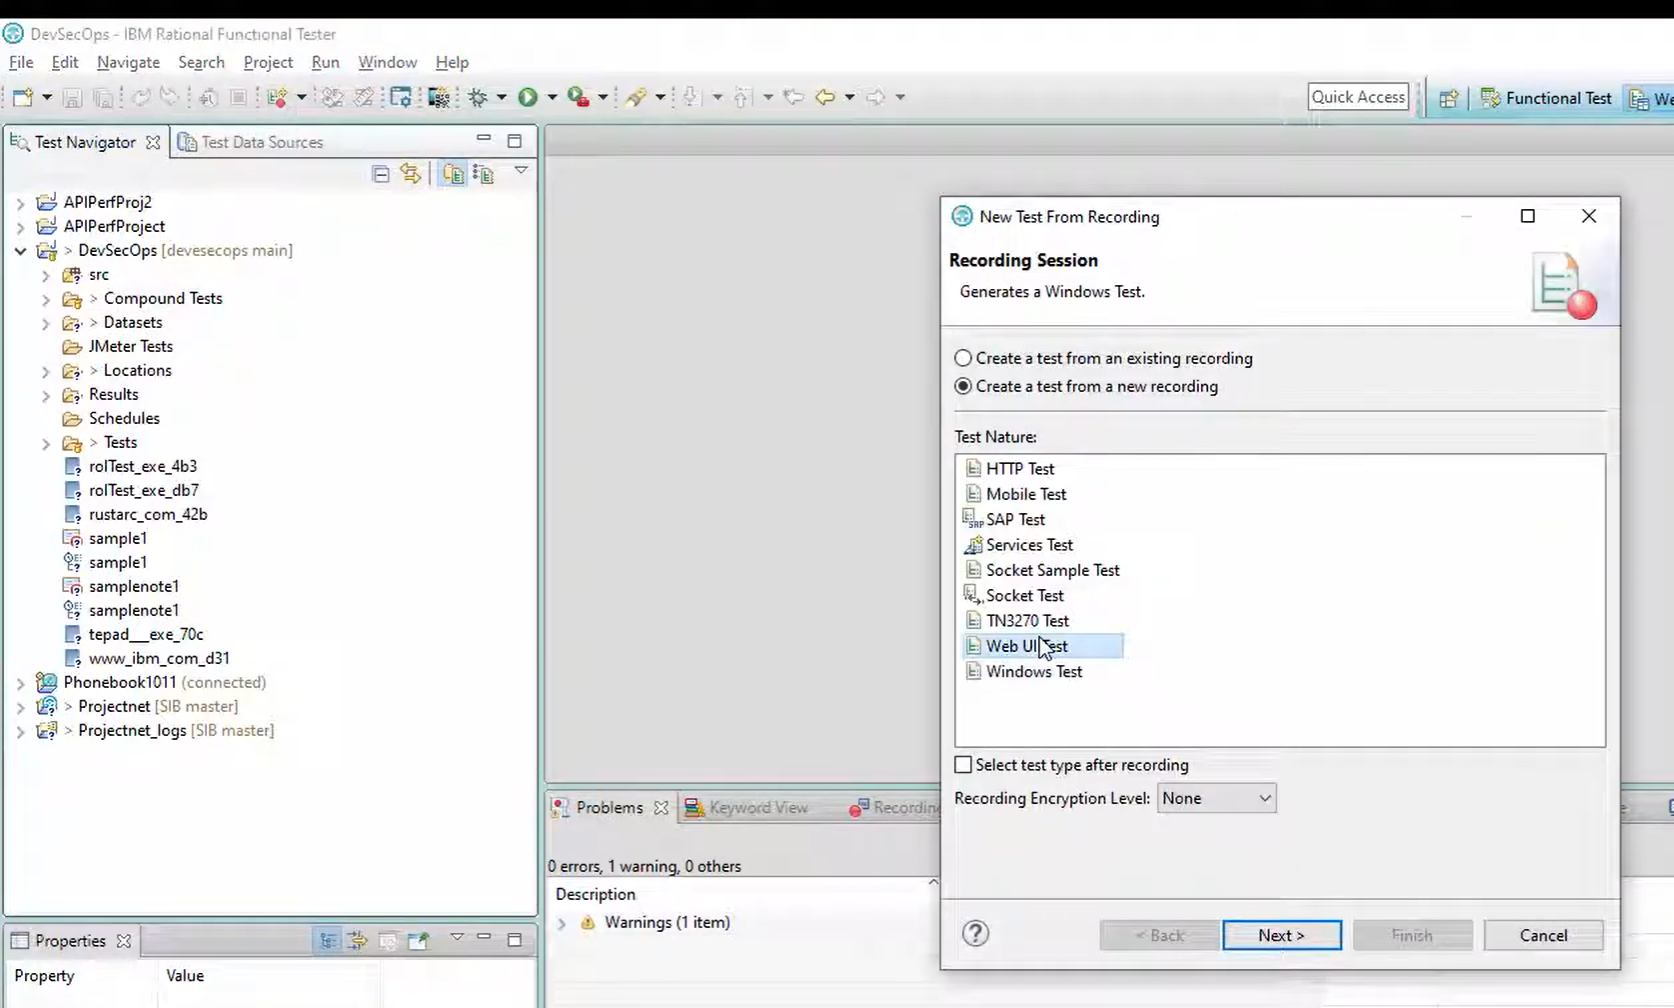 DevSecOps - IBM Rational Functional Tester
File Edit Navigate Search Project Run Window Help
Quick Access
Functional Test
Test Navigator
Test Data Sources
APIPerfProj2
APIPerfProject
> DevSecOps [devesecops main]
src
> Compound Tests
> Datasets
JMeter Tests
> Locations
Results
Schedules
> Tests
rolTest_exe_4b3
rolTest_exe_db7
rustarc_com_42b
sample1
sample1
samplenote1
samplenote1
tepad__exe_70c
www_ibm_com_d31
Phonebook1011 (connected)
> Projectnet [SIB master]
> Projectnet_logs [SIB master]
Properties
Property Value
New Test From Recording
Recording Session
Generates a Windows Test.
Create a test from an existing recording
Create a test from a new recording
Test Nature:
HTTP Test
Mobile Test
SAP Test
Services Test
Socket Sample Test
Socket Test
TN3270 Test
Web UI Test
Windows Test
Select test type after recording
Recording Encryption Level: None
< Back Next > Finish Cancel
Problems Keyword View
0 errors, 1 warning, 0 others
Description
Warnings (1 item)